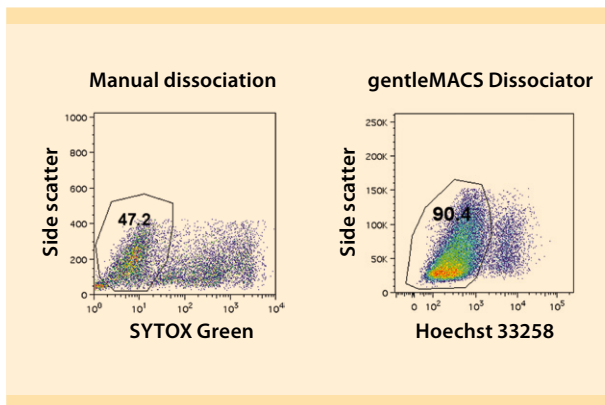 Manual dissociation
1000
800
600
400
200
0
10⁰ 10¹ 10² 10³ 10⁴
Side scatter
47.2
SYTOX Green
gentleMACS Dissociator
250K
200K
150K
100K
50K
0
0 10² 10³ 10⁴ 10⁵
Side scatter
90.4
Hoechst 33258